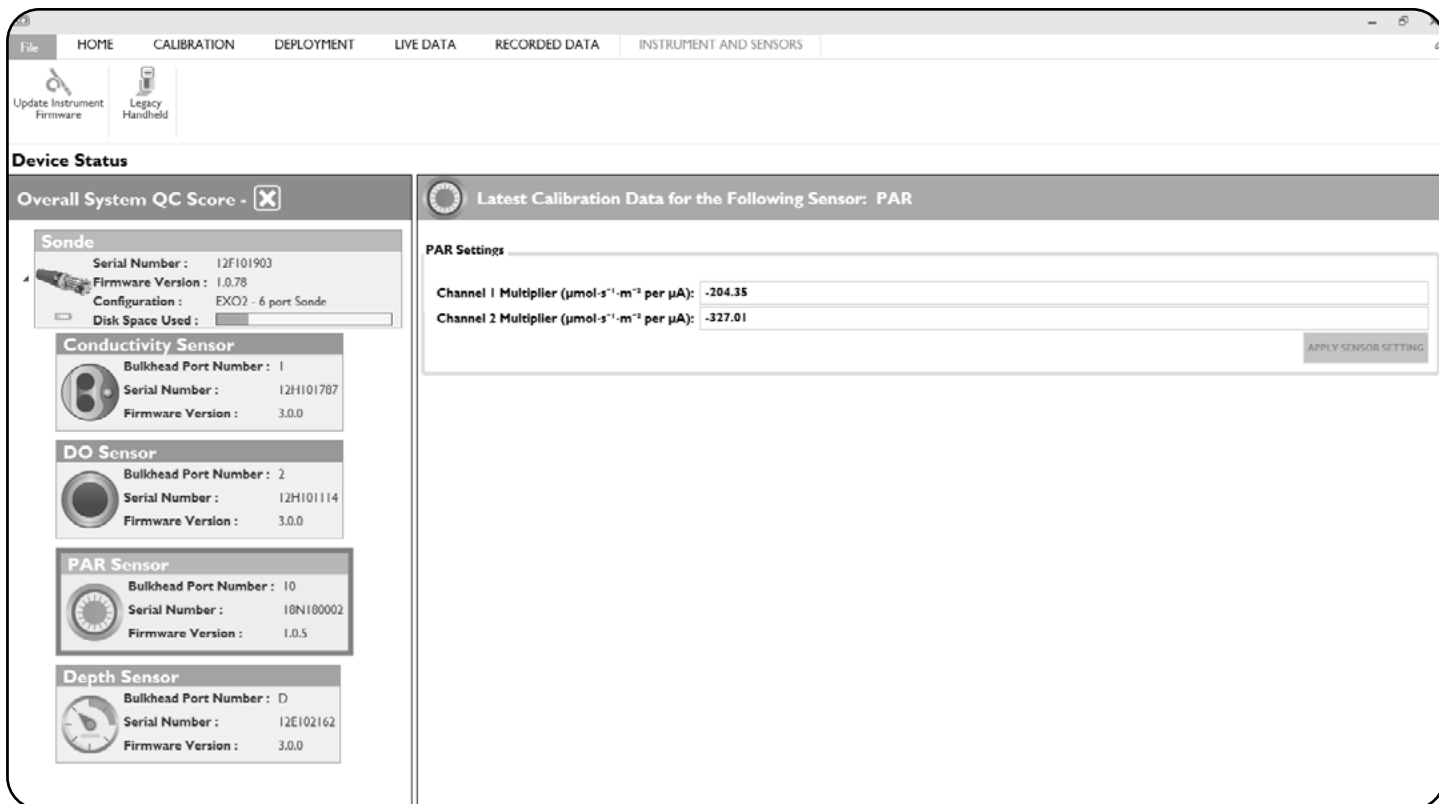 File HOME CALIBRATION DEPLOYMENT LIVE DATA RECORDED DATA INSTRUMENT AND SENSORS
Update Instrument
Firmware
Legacy
Handheld
Device Status
Overall System QC Score -
Sonde
Serial Number : 12F101903
Firmware Version : 1.0.78
Configuration : EXO2 - 6 port Sonde
Disk Space Used :
Conductivity Sensor
Bulkhead Port Number : 1
Serial Number : 12H101787
Firmware Version : 3.0.0
DO Sensor
Bulkhead Port Number : 2
Serial Number : 12H101114
Firmware Version : 3.0.0
PAR Sensor
Bulkhead Port Number : 10
Serial Number : 18N180002
Firmware Version : 1.0.5
Depth Sensor
Bulkhead Port Number : D
Serial Number : 12E102162
Firmware Version : 3.0.0
Latest Calibration Data for the Following Sensor: PAR
PAR Settings
Channel 1 Multiplier (µmol·s⁻¹·m⁻² per µA): -204.35
Channel 2 Multiplier (µmol·s⁻¹·m⁻² per µA): -327.01
APPLY SENSOR SETTING